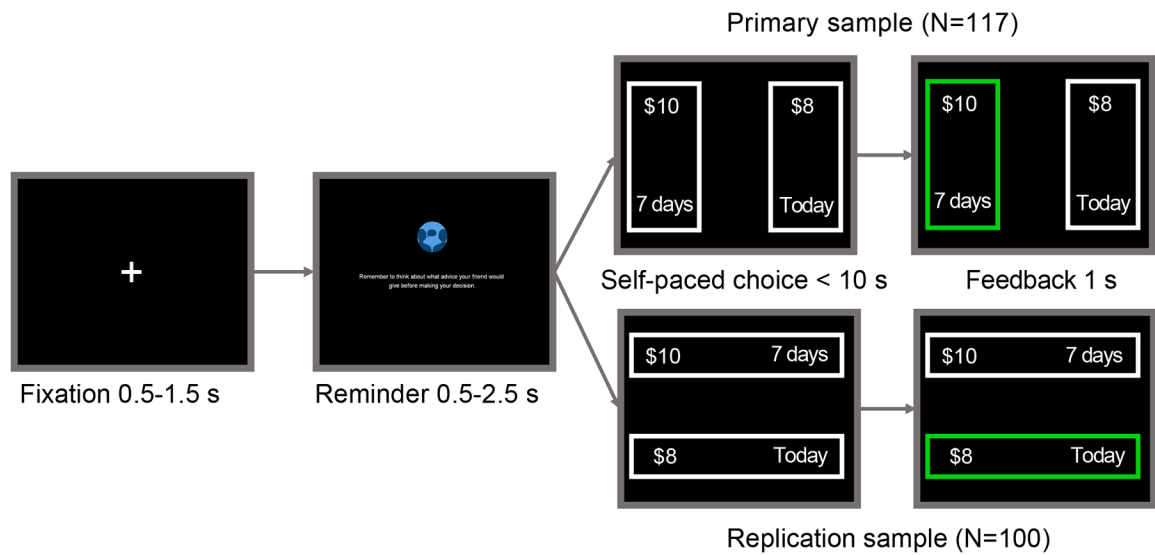 Primary sample (N=117)
$10 $8
7 days Today
$10 $8
7 days Today
Self-paced choice < 10 s
Feedback 1 s
+
Fixation 0.5-1.5 s
Remember to think about what advice your friend would
give before making your decision.
Reminder 0.5-2.5 s
$10 7 days
$8 Today
$10 7 days
$8 Today
Replication sample (N=100)